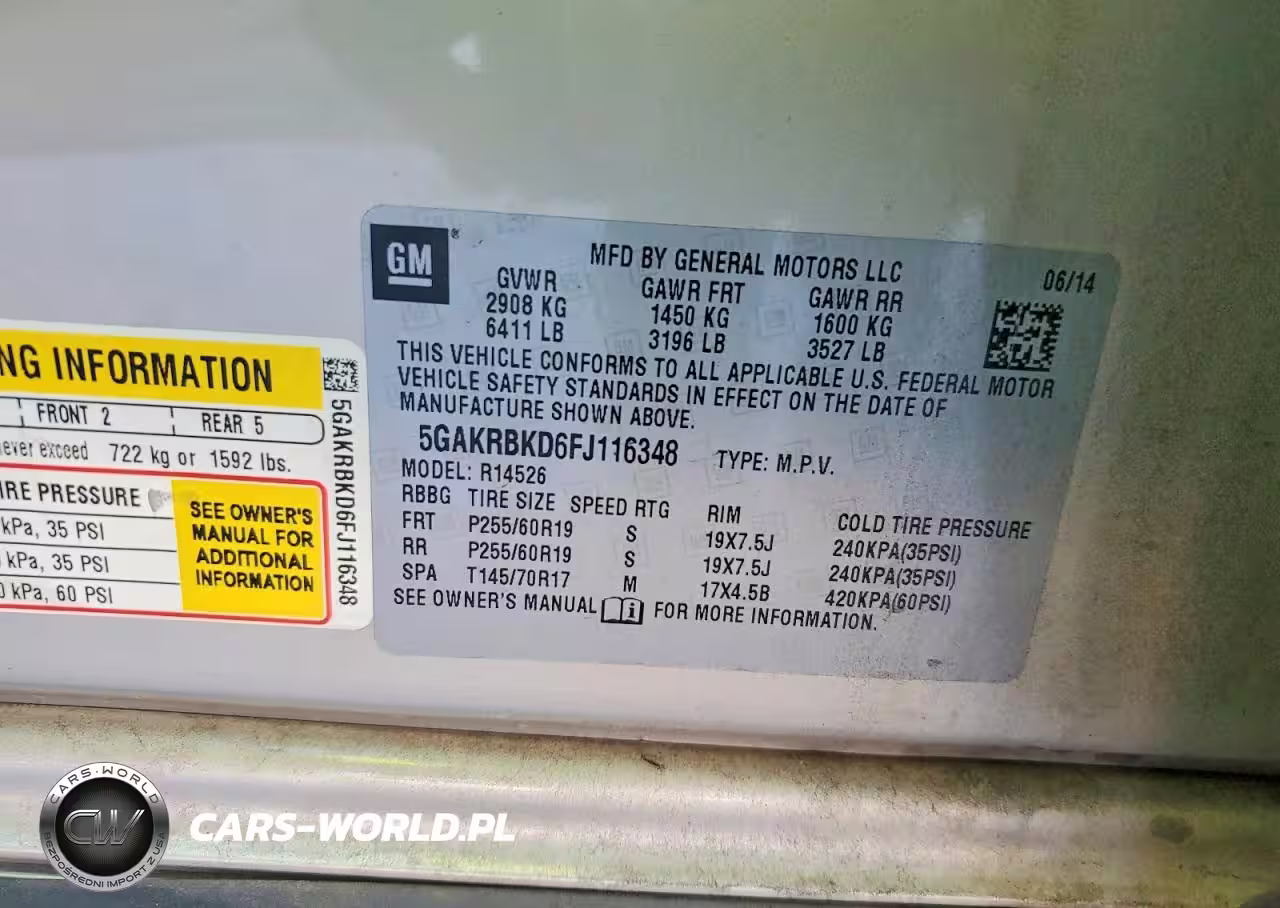 NG INFORMATION
FRONT 2 REAR 5
never exceed 722 kg or 1592 lbs.
IRE PRESSURE
kPa, 35 PSI
kPa, 35 PSI
0 kPa, 60 PSI
SEE OWNER'S
MANUAL FOR
ADDITIONAL
INFORMATION
5GAKRBKD6FJ116348
GM®
MFD BY GENERAL MOTORS LLC
06/14
GVWR GAWR FRT GAWR RR
2908 KG 1450 KG 1600 KG
6411 LB 3196 LB 3527 LB
THIS VEHICLE CONFORMS TO ALL APPLICABLE U.S. FEDERAL MOTOR
VEHICLE SAFETY STANDARDS IN EFFECT ON THE DATE OF
MANUFACTURE SHOWN ABOVE.
5GAKRBKD6FJ116348 TYPE: M.P.V.
MODEL: R14526
RBBG TIRE SIZE SPEED RTG RIM COLD TIRE PRESSURE
FRT P255/60R19 S 19X7.5J 240KPA(35PSI)
RR P255/60R19 S 19X7.5J 240KPA(35PSI)
SPA T145/70R17 M 17X4.5B 420KPA(60PSI)
SEE OWNER'S MANUAL FOR MORE INFORMATION.
CARS-WORLD
CW
BEZPOŚREDNI IMPORT Z USA
CARS-WORLD.PL